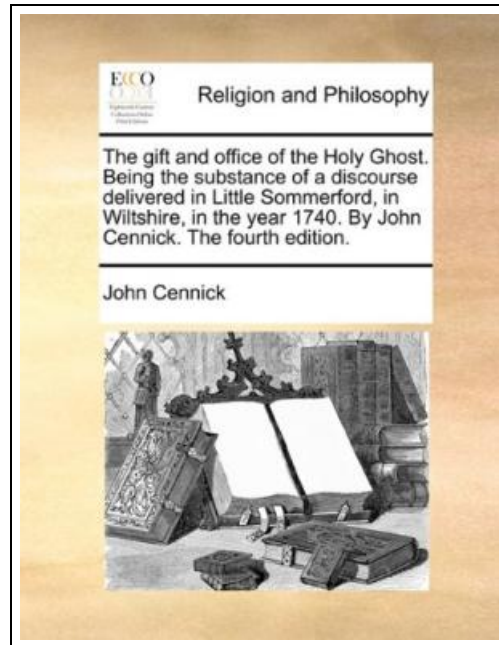 ECCO
Religion and Philosophy
The gift and office of the Holy Ghost.
Being the substance of a discourse
delivered in Little Sommerford, in
Wiltshire, in the year 1740. By John
Cennick. The fourth edition.
John Cennick